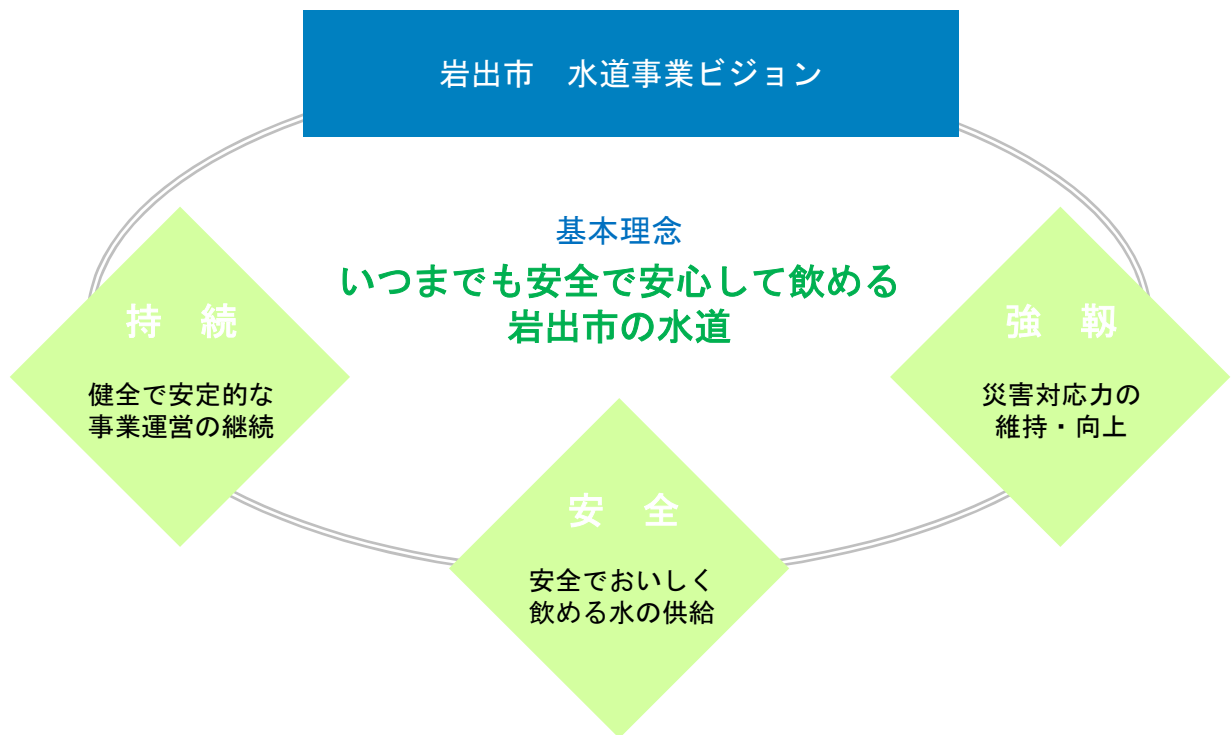 岩出市　水道事業ビジョン
基本理念
いつまでも安全で安心して飲める
岩出市の水道
持　続
健全で安定的な
事業運営の継続
強　靱
災害対応力の
維持・向上
安　全
安全でおいしく
飲める水の供給